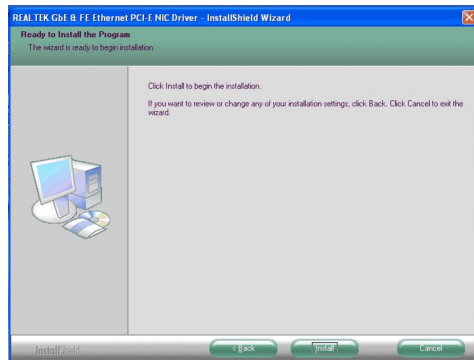 REALTEK GbE & FE Ethernet PCI-E NIC Driver - InstallShield Wizard
Ready to Install the Program
The wizard is ready to begin installation.
Click Install to begin the installation.
If you want to review or change any of your installation settings, click Back. Click Cancel to exit the
wizard.
InstallShield
< Back
Install
Cancel